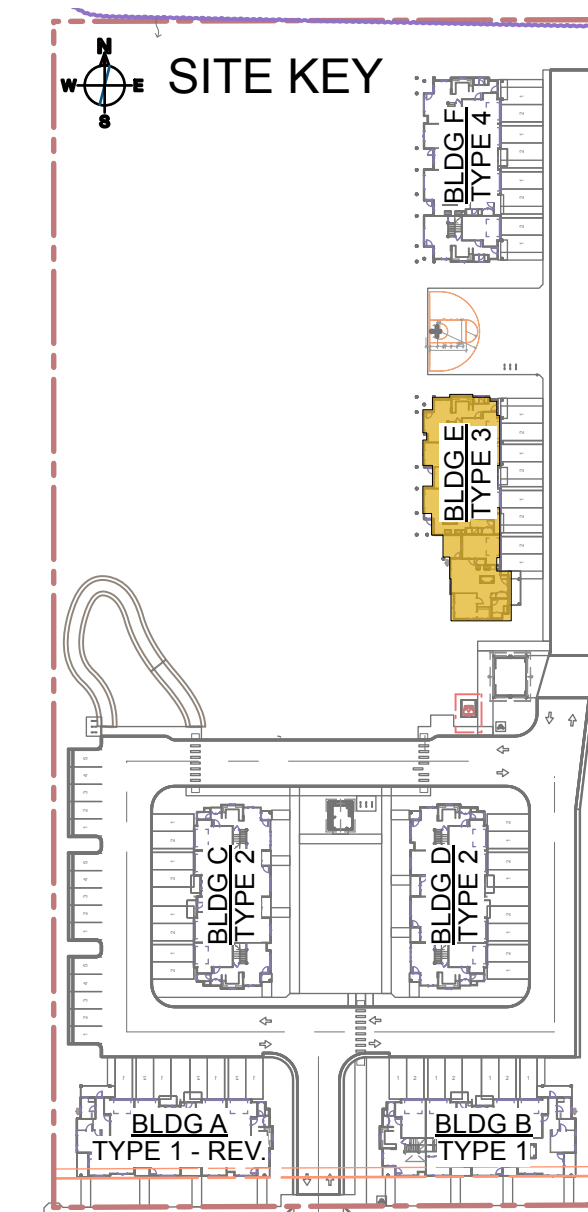 N
W E
S
SITE KEY
BLDG F
TYPE 4
BLDG E
TYPE 3
BLDG C
TYPE 2
BLDG D
TYPE 2
BLDG A
TYPE 1 - REV.
BLDG B
TYPE 1